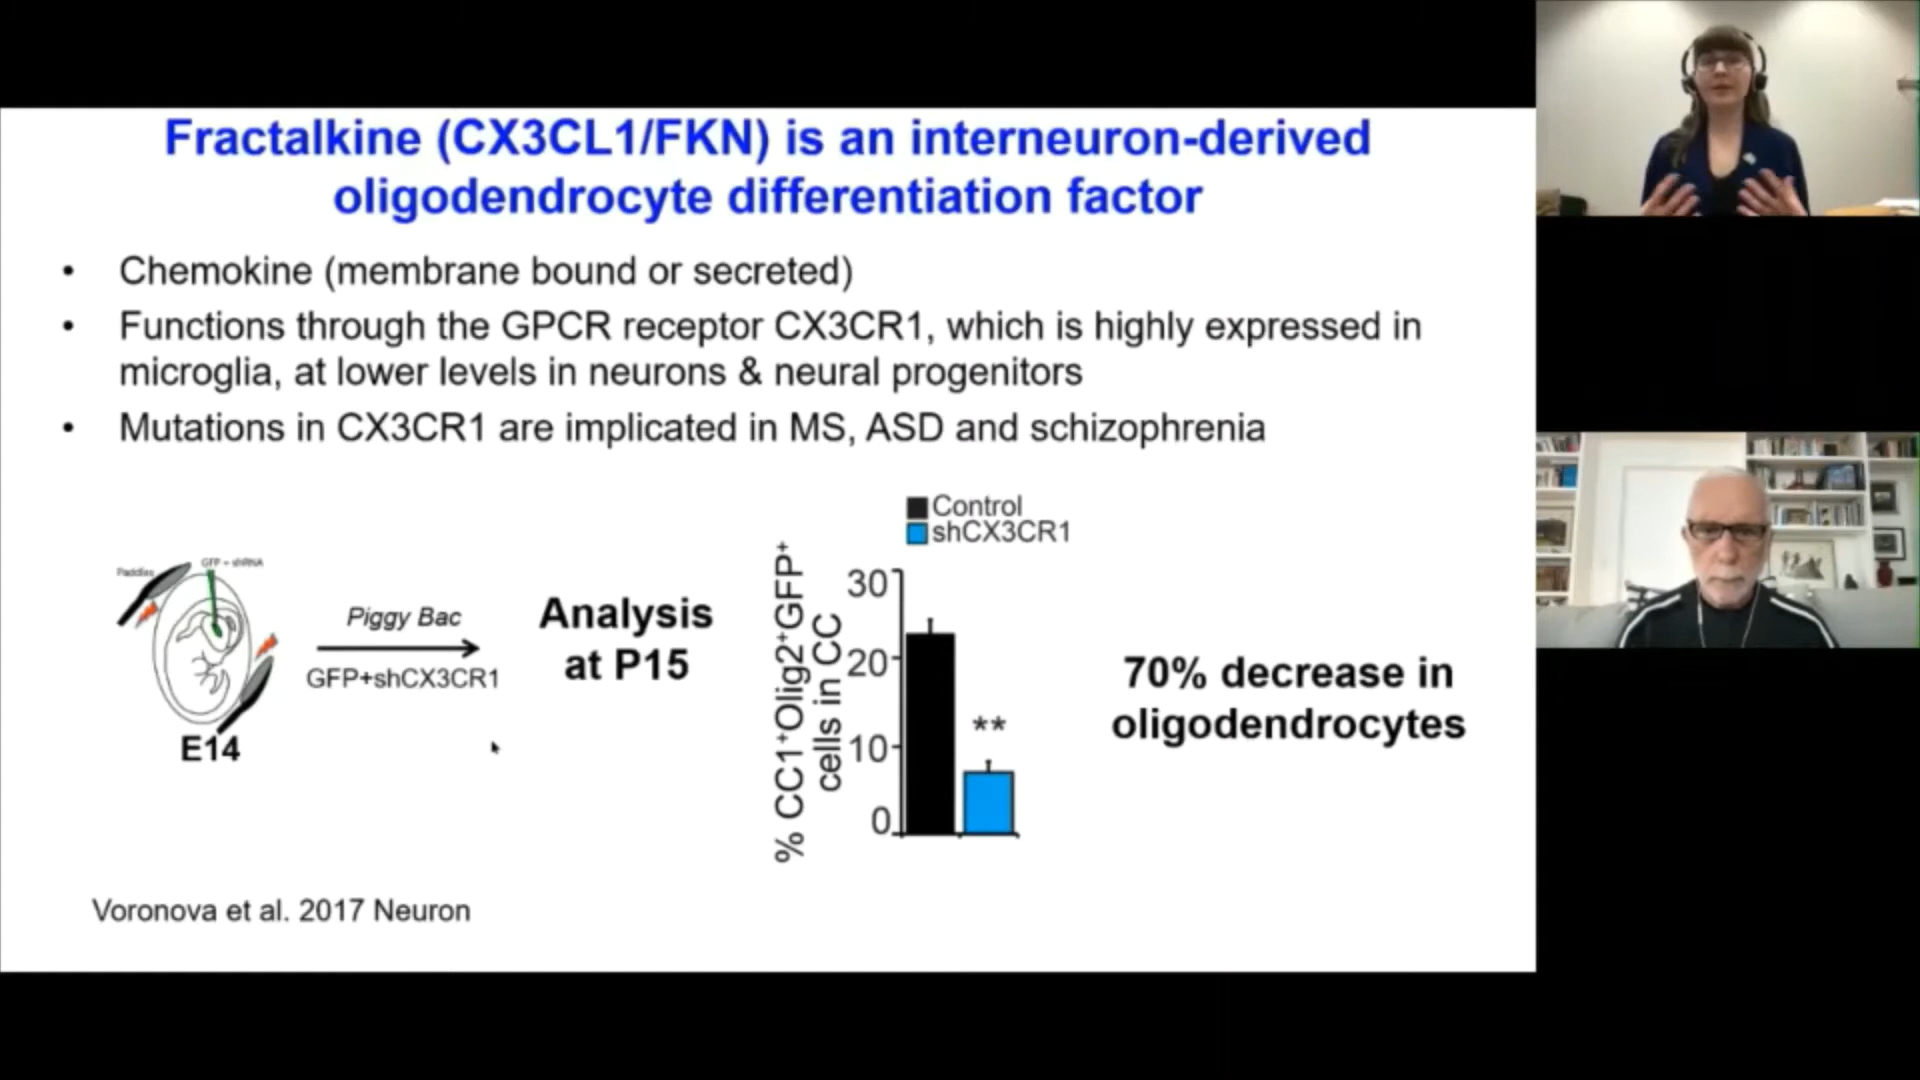 Fractalkine (CX3CL1/FKN) is an interneuron-derived
oligodendrocyte differentiation factor
• Chemokine (membrane bound or secreted)
• Functions through the GPCR receptor CX3CR1, which is highly expressed in
microglia, at lower levels in neurons & neural progenitors
• Mutations in CX3CR1 are implicated in MS, ASD and schizophrenia
Paddles
GFP + shRNA
E14
Piggy Bac
GFP+shCX3CR1
Analysis
at P15
Control
shCX3CR1
% CC1⁺Olig2⁺GFP⁺
cells in CC
30
20
10
0
**
70% decrease in
oligodendrocytes
Voronova et al. 2017 Neuron